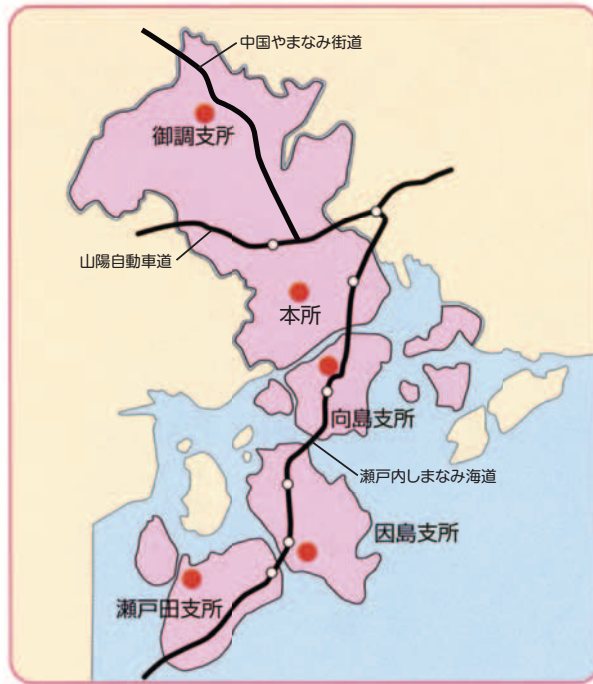 中国やまなみ街道
御調支所
山陽自動車道
本所
向島支所
瀬戸内しまなみ海道
因島支所
瀬戸田支所